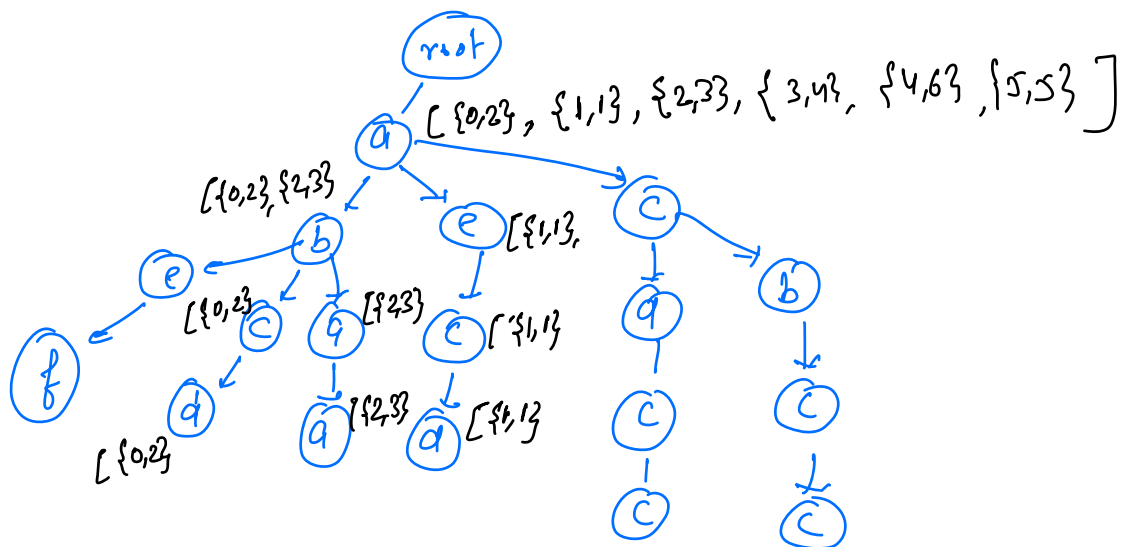 root
a [{0,2}, {1,1}, {2,3}, {3,4}, {4,6}, {5,5}]
[{0,2},{2,3}
b
e [{1,1},
c
e
[{0,2}
c
a [{2,3}
c [{1,1}
a
b
f
d
[{0,2}
a [{2,3}
d [{1,1}
c
c
c
c